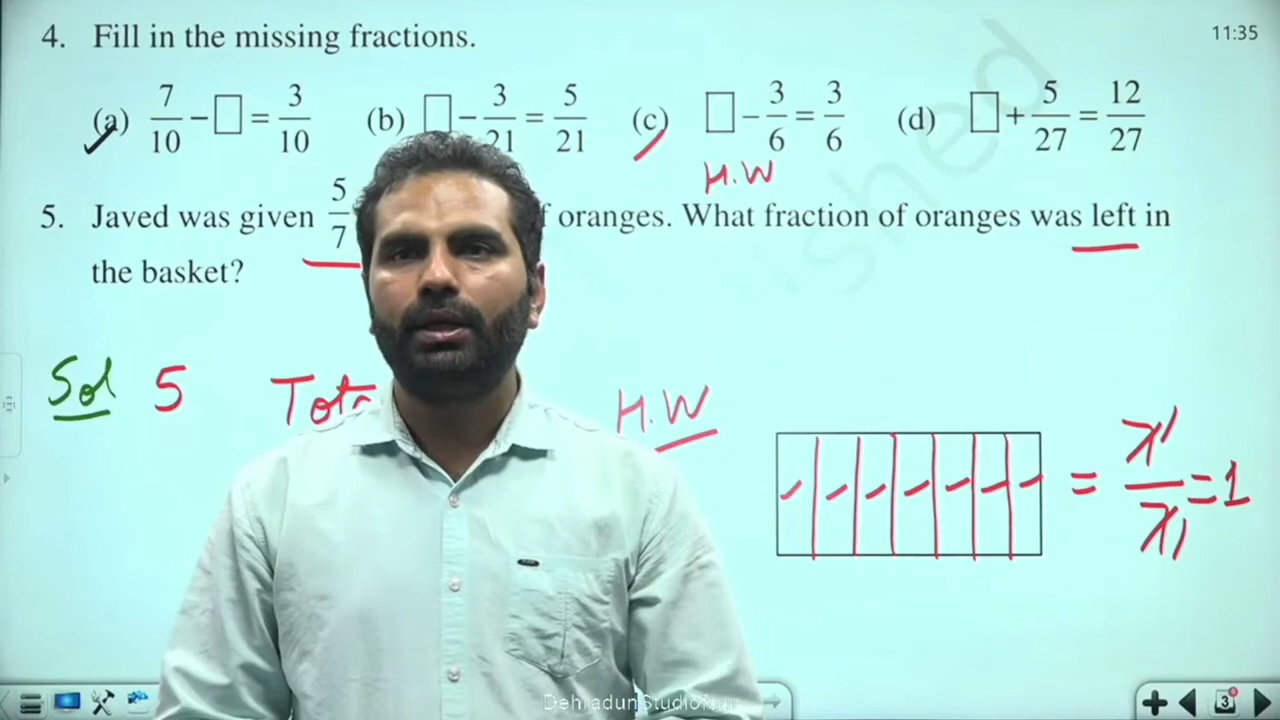 11:35
4. Fill in the missing fractions.
(a) 7/10 − □ = 3/10 (b) □ − 3/21 = 5/21 (c) □ − 3/6 = 3/6 (d) □ + 5/27 = 12/27
H.W
5. Javed was given 5/7 oranges. What fraction of oranges was left in
the basket?
Sol 5 H.W
= 7/7 = 1
3